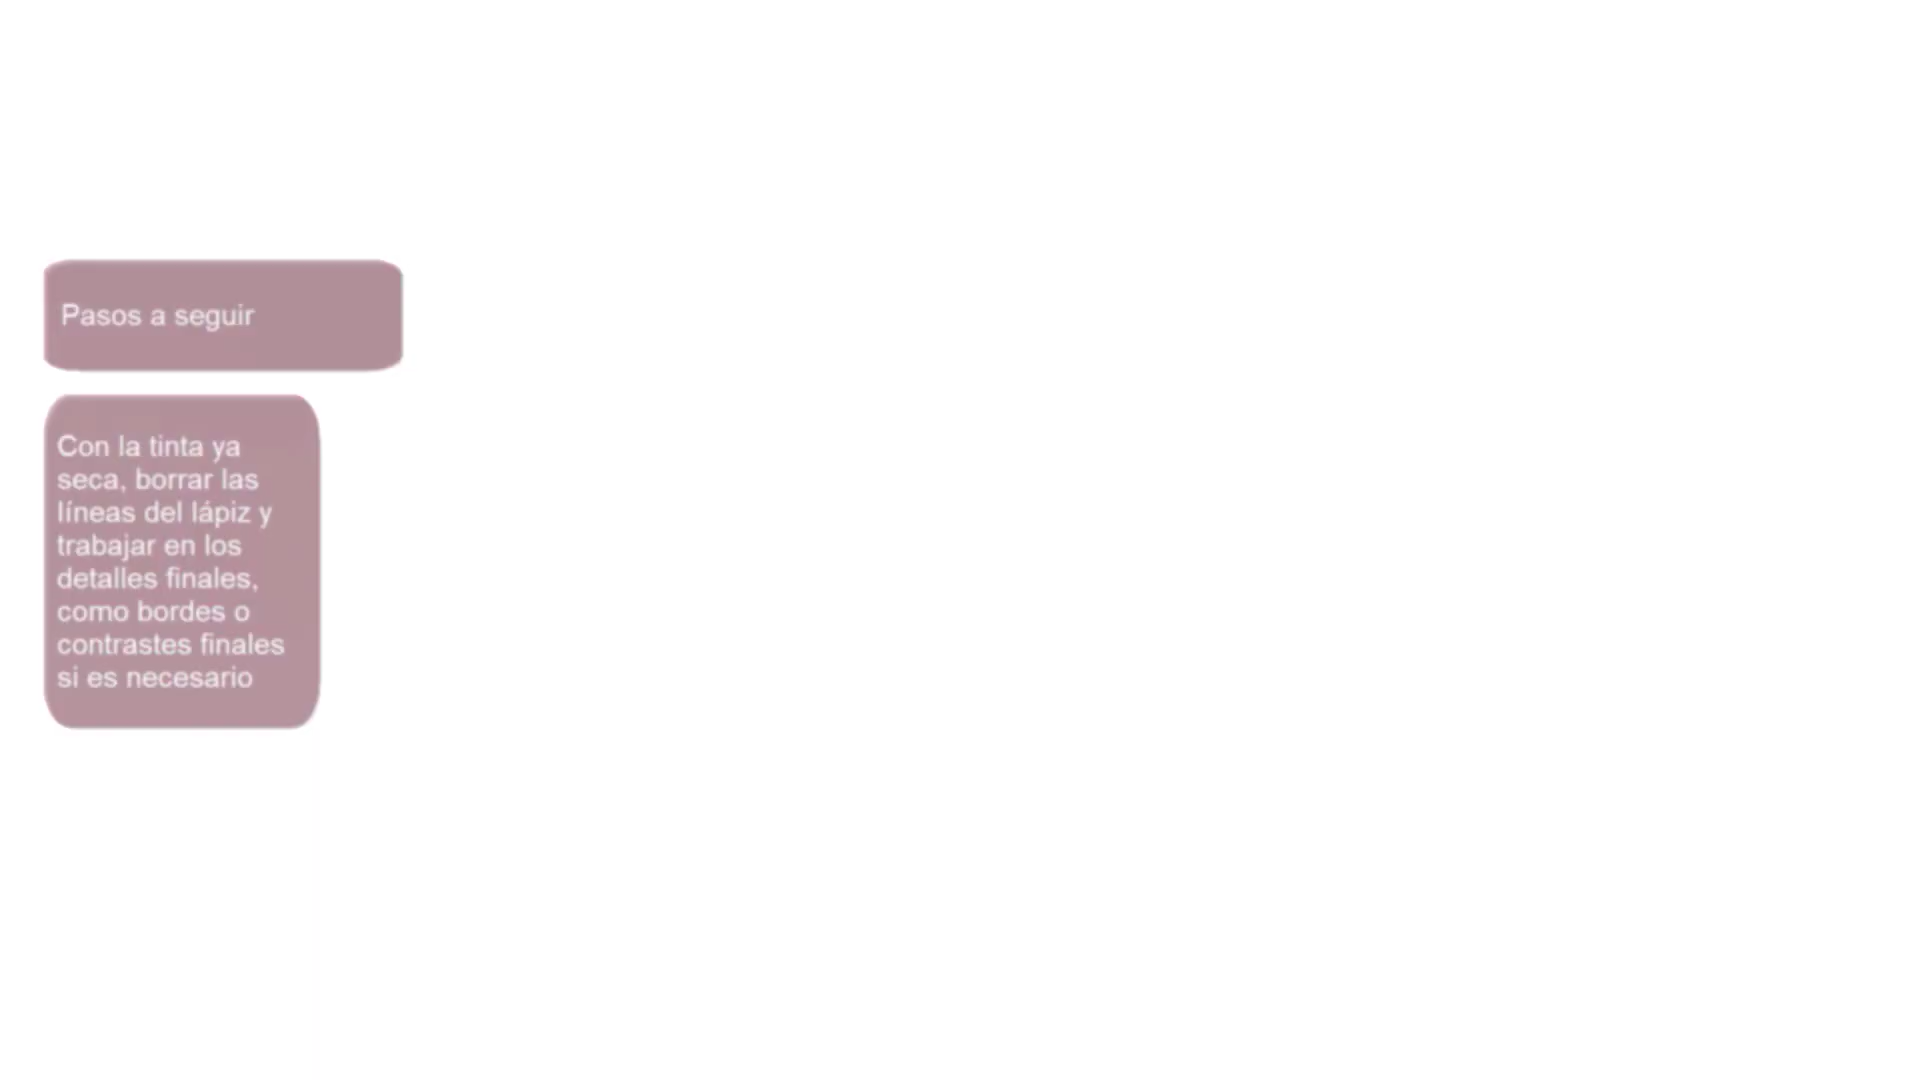 Pasos a seguir
Con la tinta ya
seca, borrar las
líneas del lápiz y
trabajar en los
detalles finales,
como bordes o
contrastes finales
si es necesario